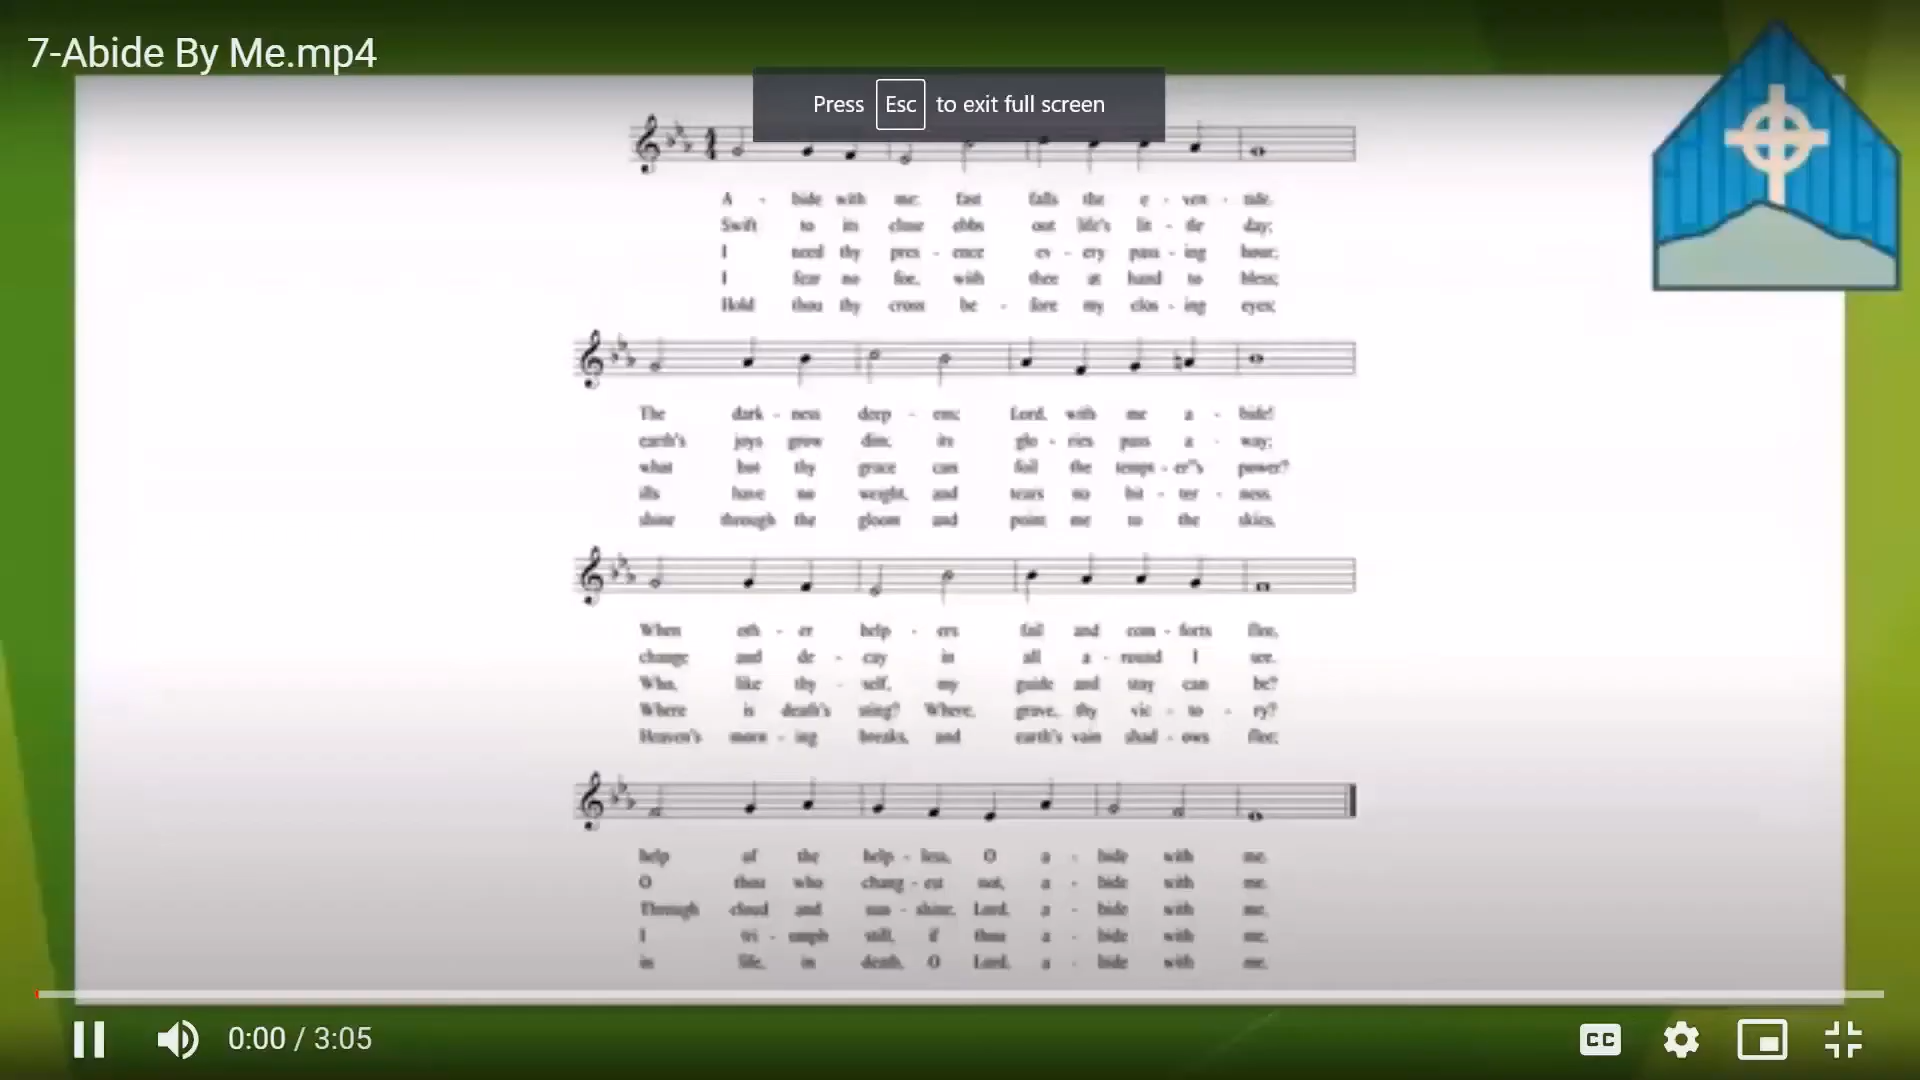 7-Abide By Me.mp4
Press Esc to exit full screen
A - bide with me: fast falls the e - ven - tide.
Swift to its close ebbs out life's lit - tle day;
I need thy pres - ence ev - ery pass - ing hour;
I fear no foe, with thee at hand to bless;
Hold thou thy cross be - fore my clos - ing eyes;
The dark - ness deep - ens; Lord, with me a - bide!
earth's joys grow dim; its glo - ries pass a - way;
what but thy grace can foil the tempt - er's power?
ills have no weight, and tears no bit - ter - ness.
shine through the gloom and point me to the skies.
When oth - er help - ers fail and com - forts flee,
change and de - cay in all a - round I see.
Who, like thy - self, my guide and stay can be?
Where is death's sting? Where, grave, thy vic - to - ry?
Heaven's morn - ing breaks, and earth's vain shad - ows flee;
help of the help - less, O a - bide with me.
O thou who chang - est not, a - bide with me.
Through cloud and sun - shine, Lord, a - bide with me.
I tri - umph still, if thou a - bide with me.
in life, in death, O Lord, a - bide with me.
0:00 / 3:05
CC